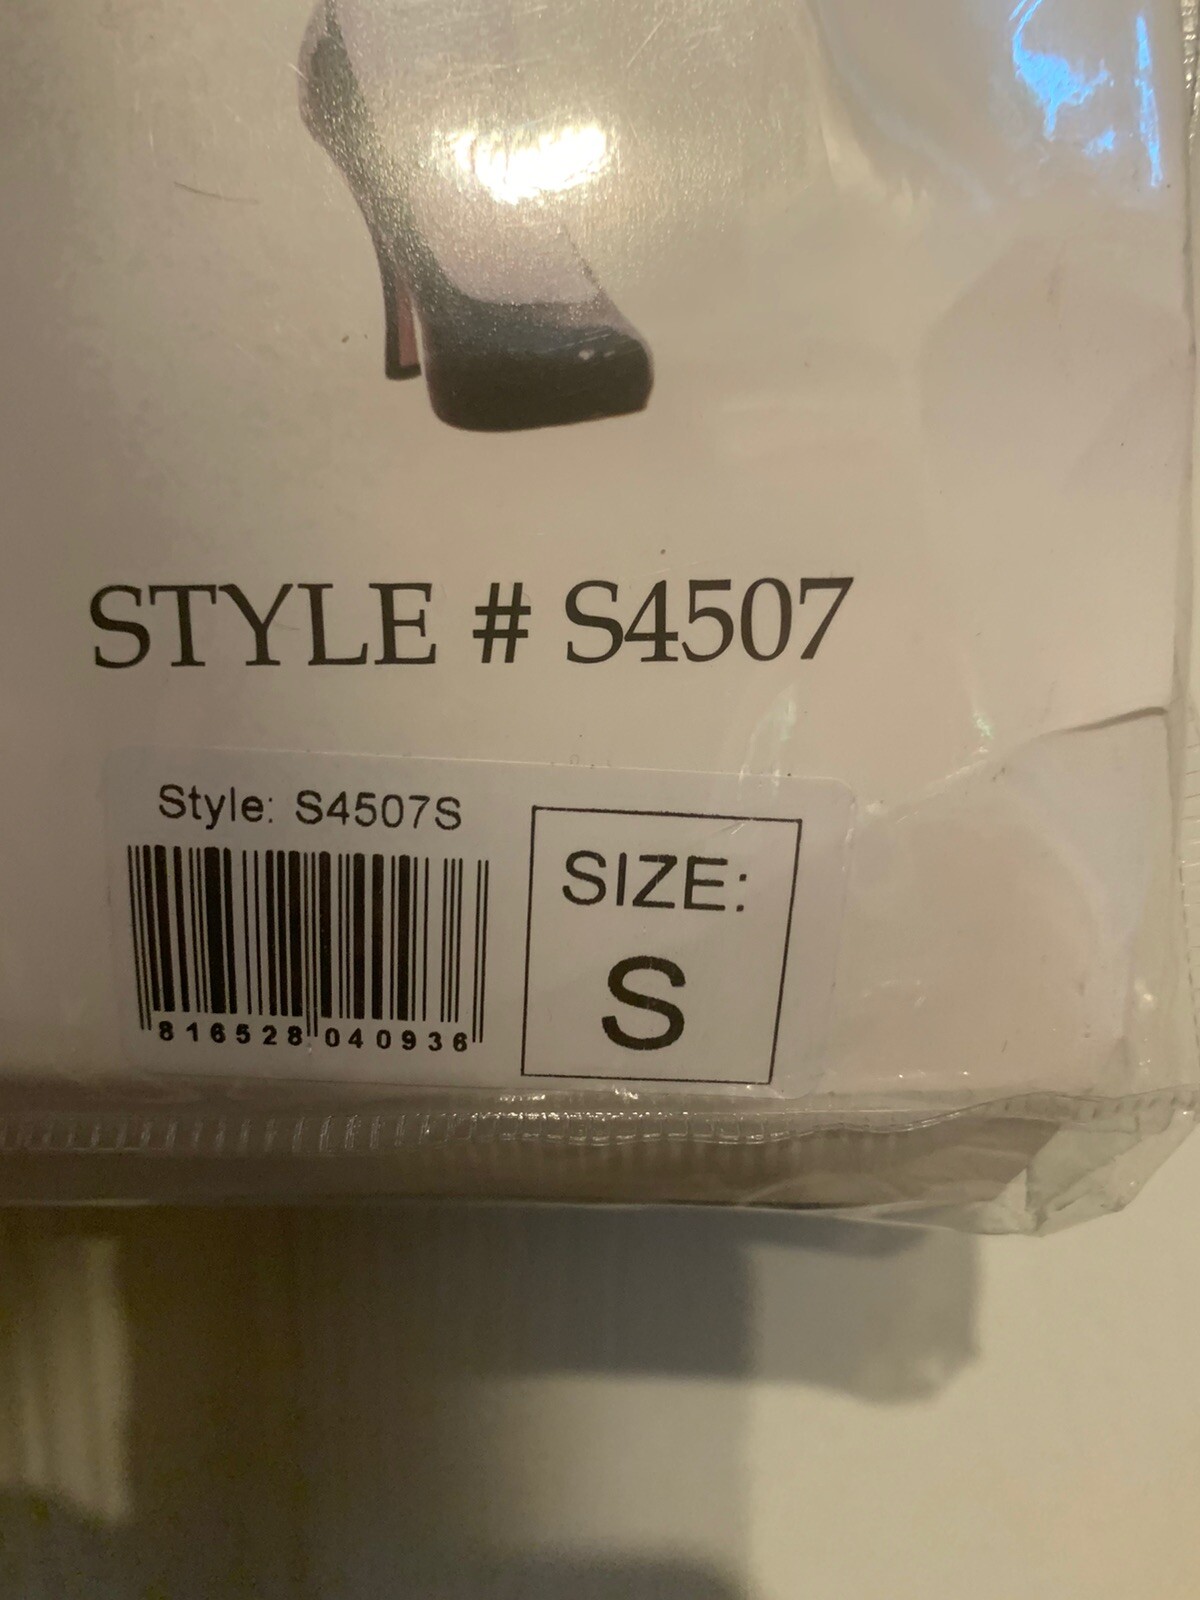 STYLE # S4507
Style: S4507S
SIZE:
S
816528 040936